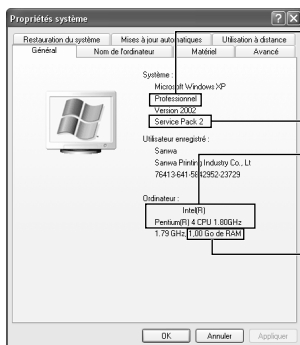 Propriétés système
Restauration du système Mises à jour automatiques Utilisation à distance
Général Nom de l'ordinateur Matériel Avancé
Système :
Microsoft Windows XP
Professionnel
Version 2002
Service Pack 2
Utilisateur enregistré :
Sanwa
Sanwa Printing Industry Co., Lt
76413-641-5842952-23729
Ordinateur :
Intel(R)
Pentium(R) 4 CPU 1.80GHz
1.79 GHz, 1,00 Go de RAM
OK Annuler Appliquer